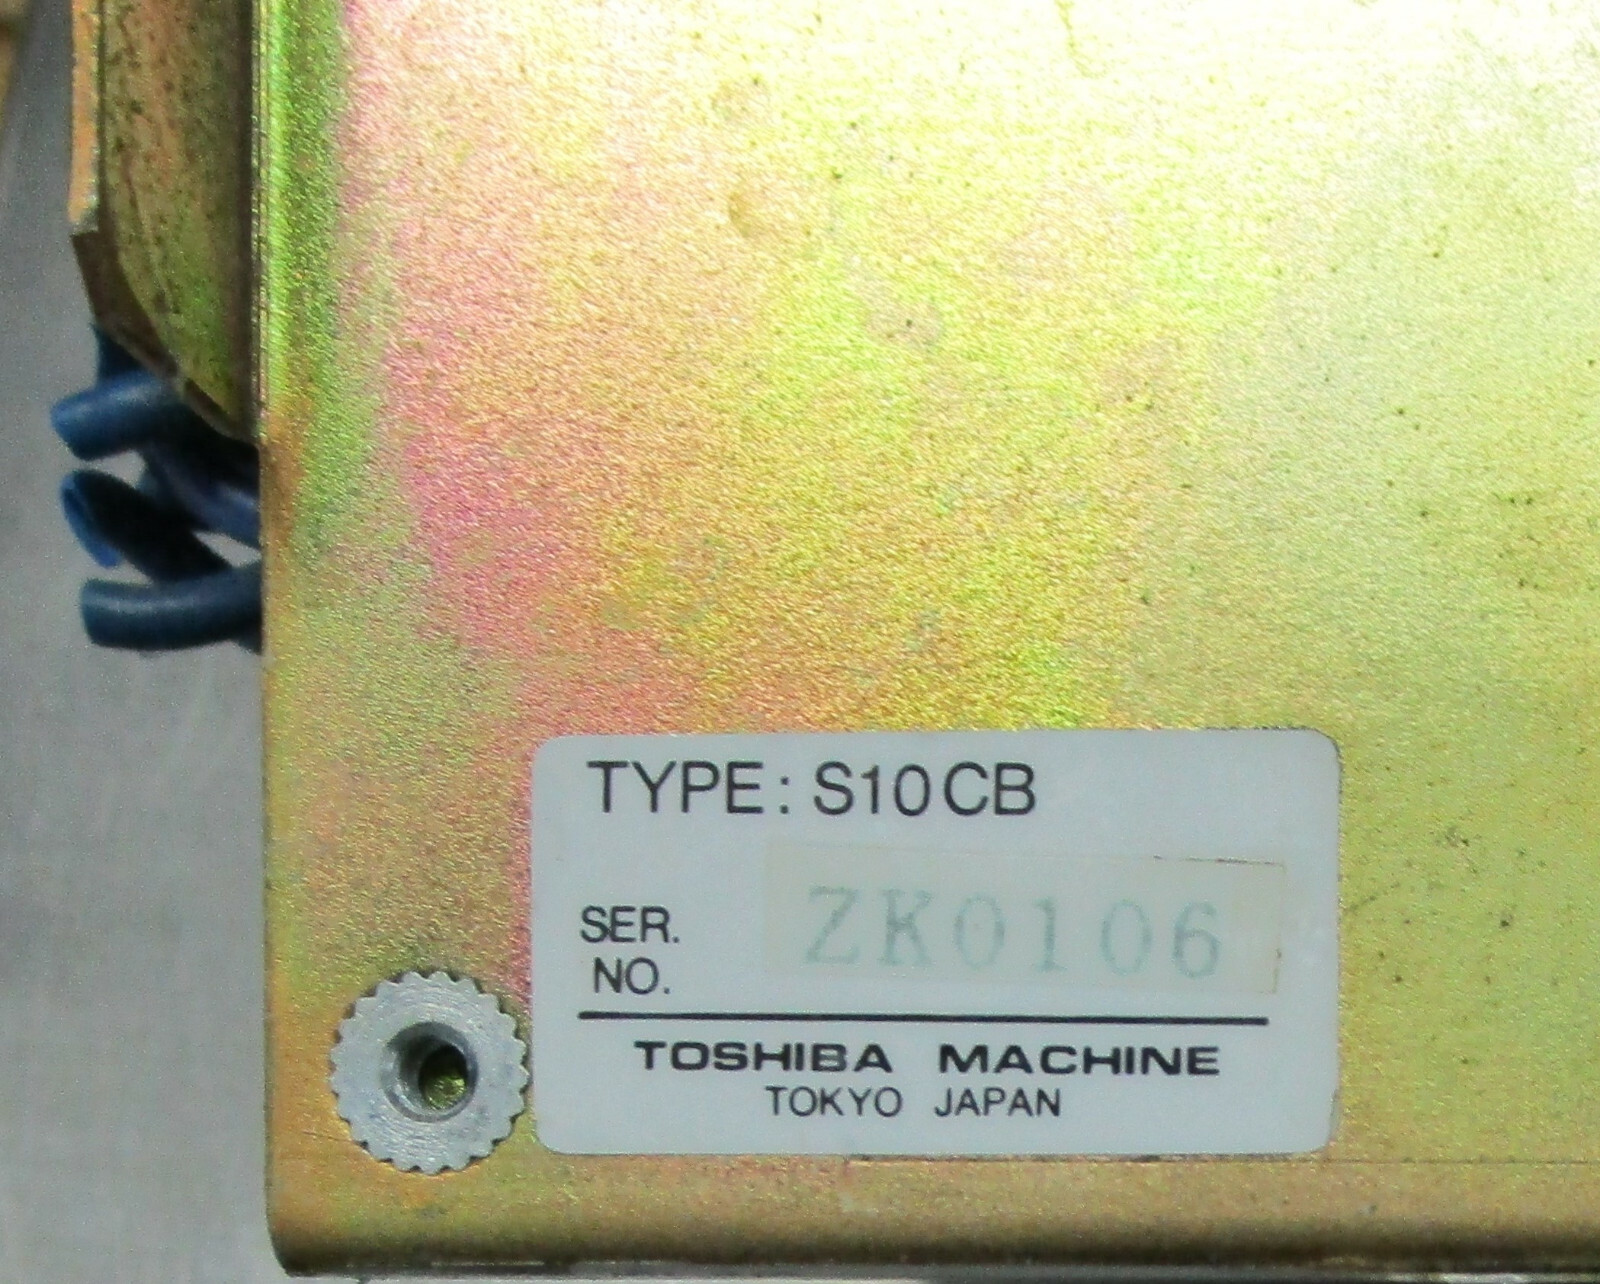 TYPE: S10CB
SER. NO. ZK0106
TOSHIBA MACHINE
TOKYO JAPAN